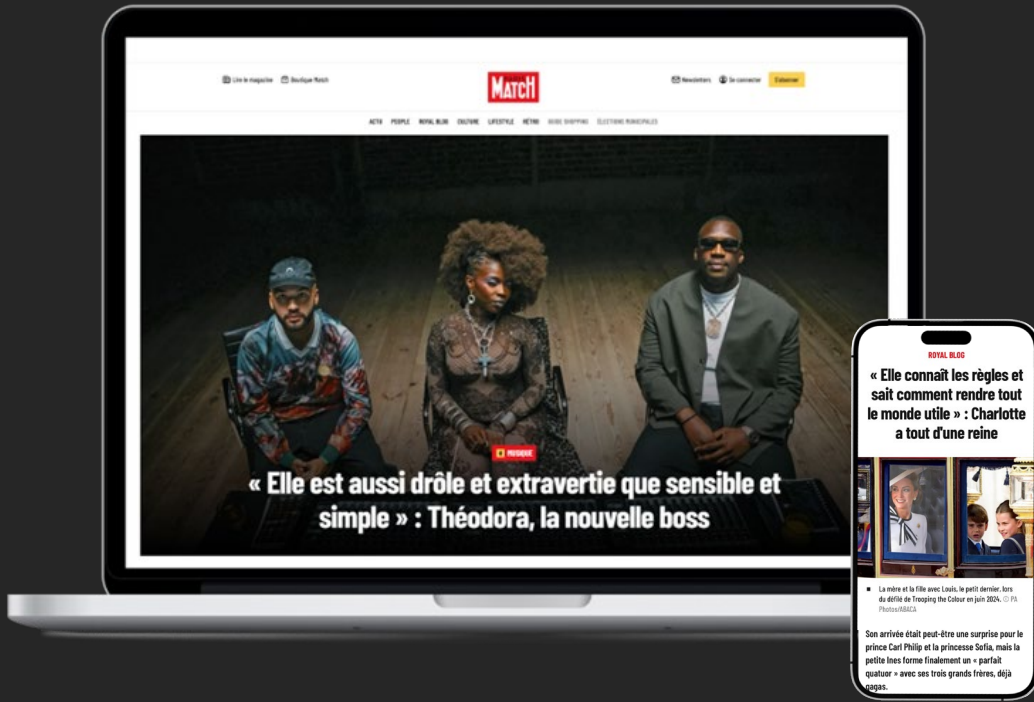 Lire le magazine
Boutique Match
MATCH
Newsletters
Se connecter
S'abonner
ACTU PEOPLE ROYAL BLOG CULTURE LIFESTYLE RÉTRO GUIDE SHOPPING ÉLECTIONS MUNICIPALES
MUSIQUE
« Elle est aussi drôle et extravertie que sensible et
simple » : Théodora, la nouvelle boss
ROYAL BLOG
« Elle connaît les règles et
sait comment rendre tout
le monde utile » : Charlotte
a tout d'une reine
La mère et la fille avec Louis, le petit dernier, lors
du défilé de Trooping the Colour en juin 2024. © PA
Photos/ABACA
Son arrivée était peut-être une surprise pour le
prince Carl Philip et la princesse Sofia, mais la
petite Ines forme finalement un « parfait
quatuor » avec ses trois grands frères, déjà
gagas.